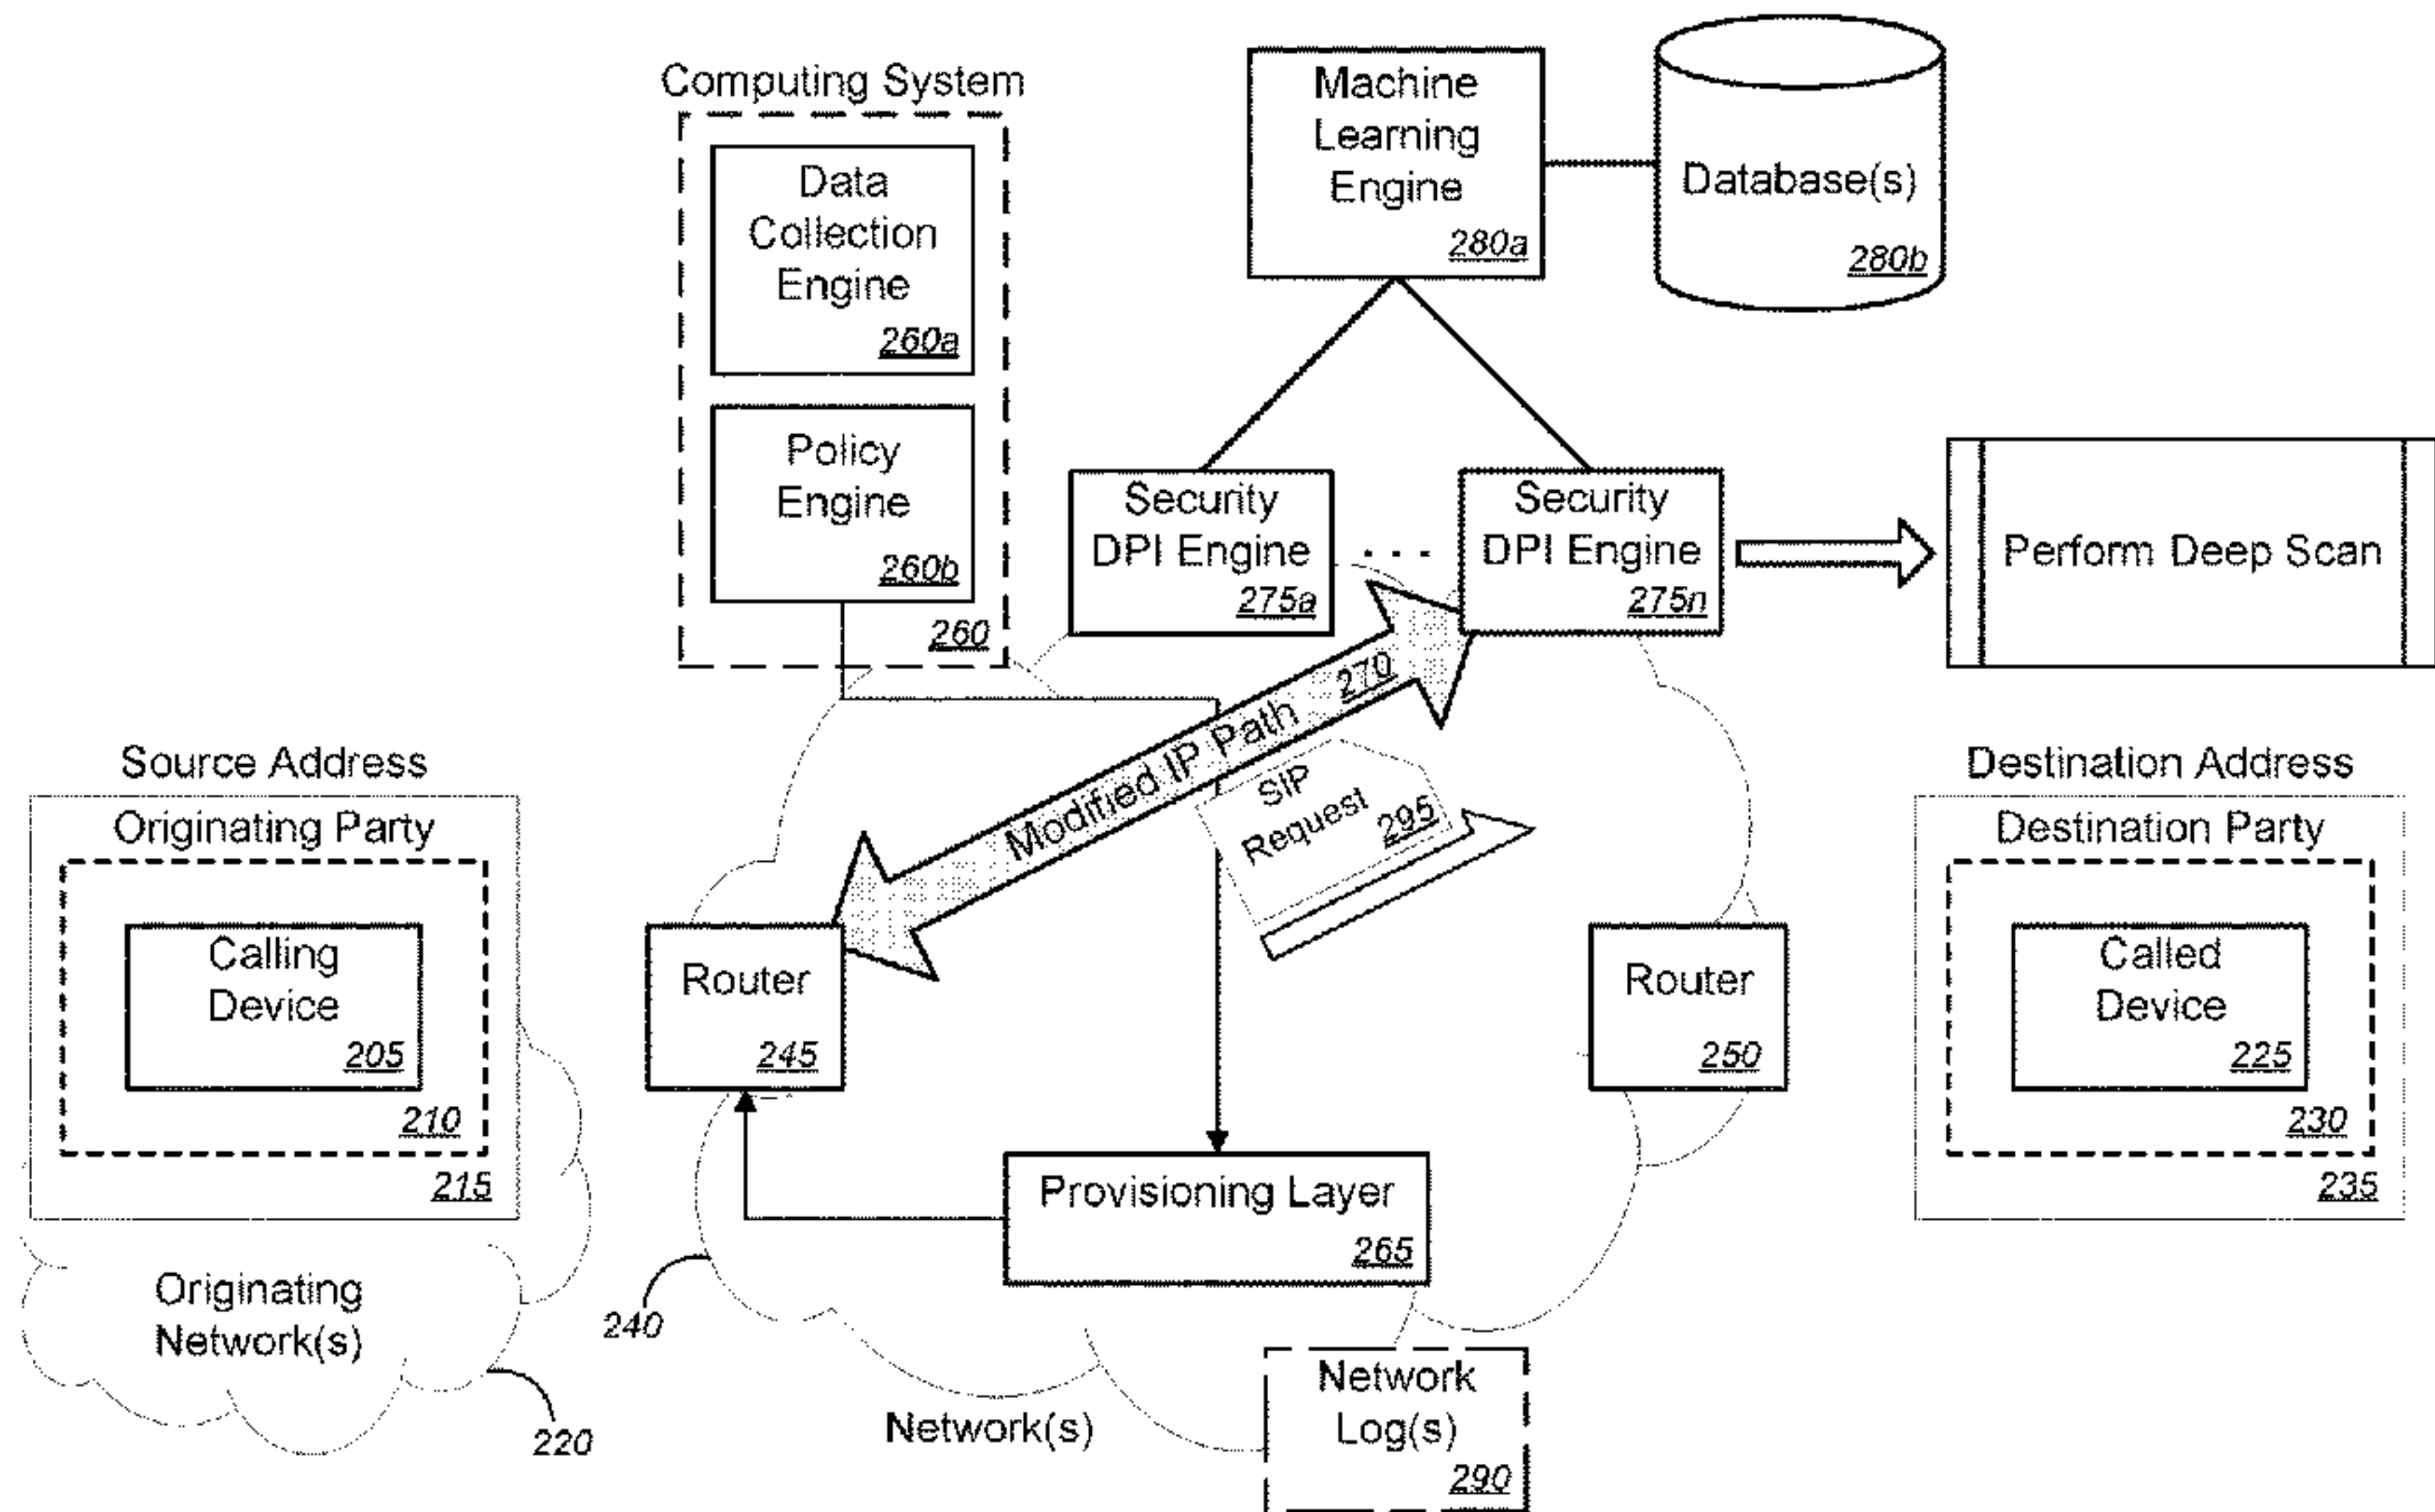 Computing System
Data
Collection
Engine
260a
Policy
Engine
260b
260
Machine
Learning
Engine
280a
Database(s)
280b
Security
DPI Engine
275a
. . .
Security
DPI Engine
275n
Perform Deep Scan
Modified IP Path 270
SIP
Request
295
Source Address
Originating Party
Calling
Device
205
210
215
Originating
Network(s)
220
Router
245
Router
250
Destination Address
Destination Party
Called
Device
225
230
235
Provisioning Layer
265
240
Network(s)
Network
Log(s)
290